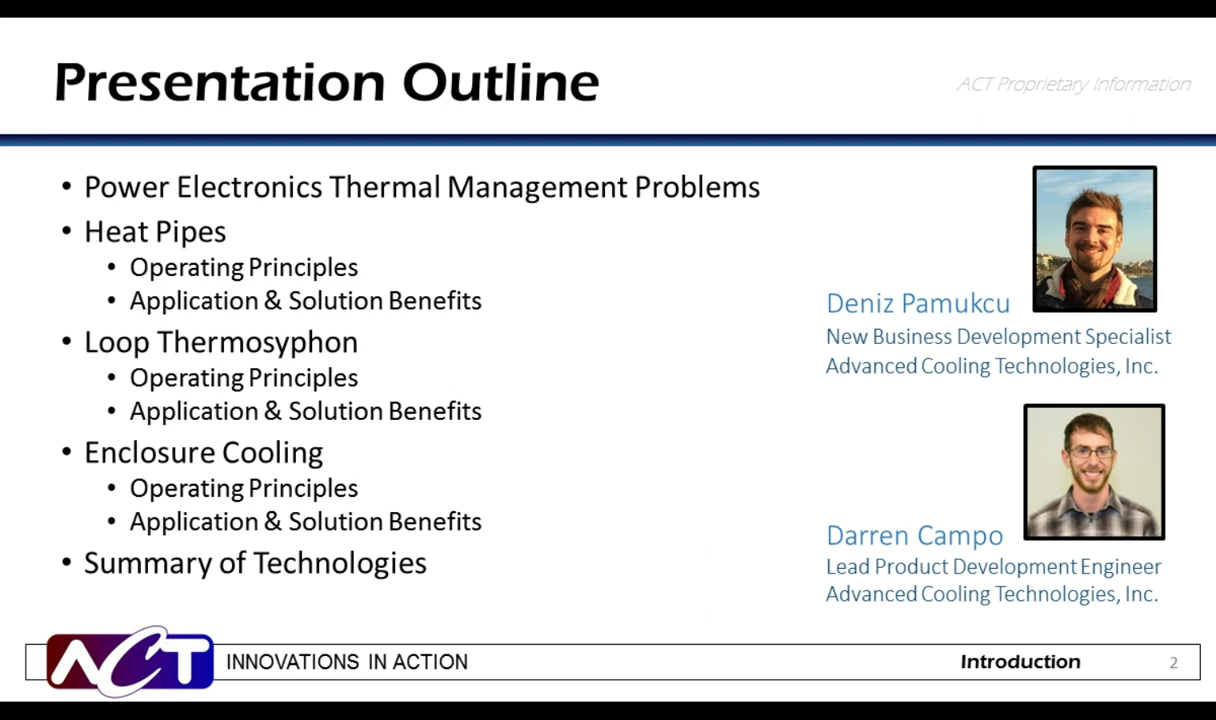 Presentation Outline
ACT Proprietary Information
• Power Electronics Thermal Management Problems
• Heat Pipes
• Operating Principles
• Application & Solution Benefits
• Loop Thermosyphon
• Operating Principles
• Application & Solution Benefits
• Enclosure Cooling
• Operating Principles
• Application & Solution Benefits
• Summary of Technologies
Deniz Pamukcu
New Business Development Specialist
Advanced Cooling Technologies, Inc.
Darren Campo
Lead Product Development Engineer
Advanced Cooling Technologies, Inc.
ACT INNOVATIONS IN ACTION
Introduction 2